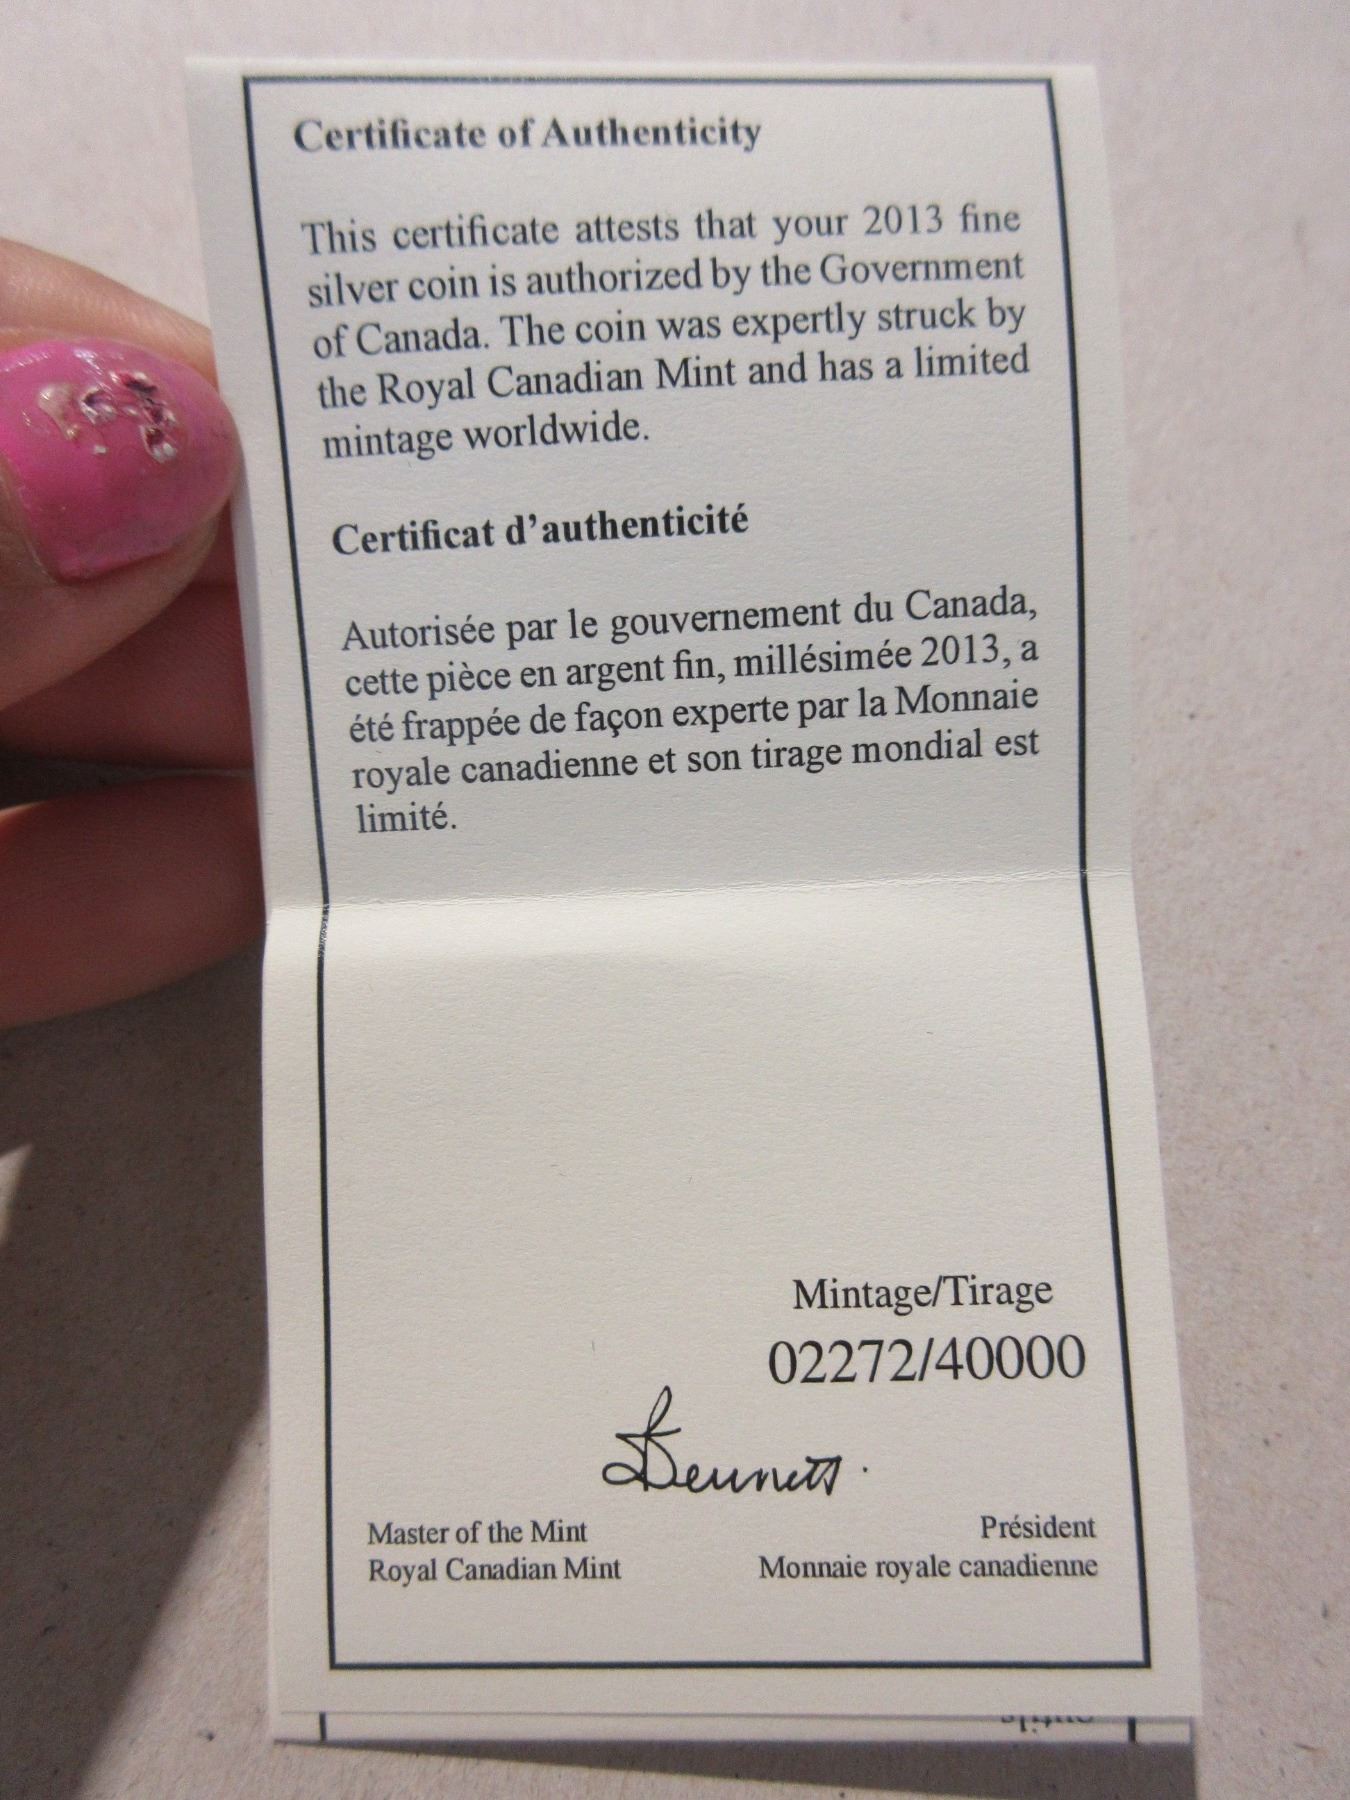 Certificate of Authenticity
This certificate attests that your 2013 fine
silver coin is authorized by the Government
of Canada. The coin was expertly struck by
the Royal Canadian Mint and has a limited
mintage worldwide.
Certificat d’authenticité
Autorisée par le gouvernement du Canada,
cette pièce en argent fin, millésimée 2013, a
été frappée de façon experte par la Monnaie
royale canadienne et son tirage mondial est
limité.
Mintage/Tirage
02272/40000
Bennett
Master of the Mint
Royal Canadian Mint
Président
Monnaie royale canadienne
outils